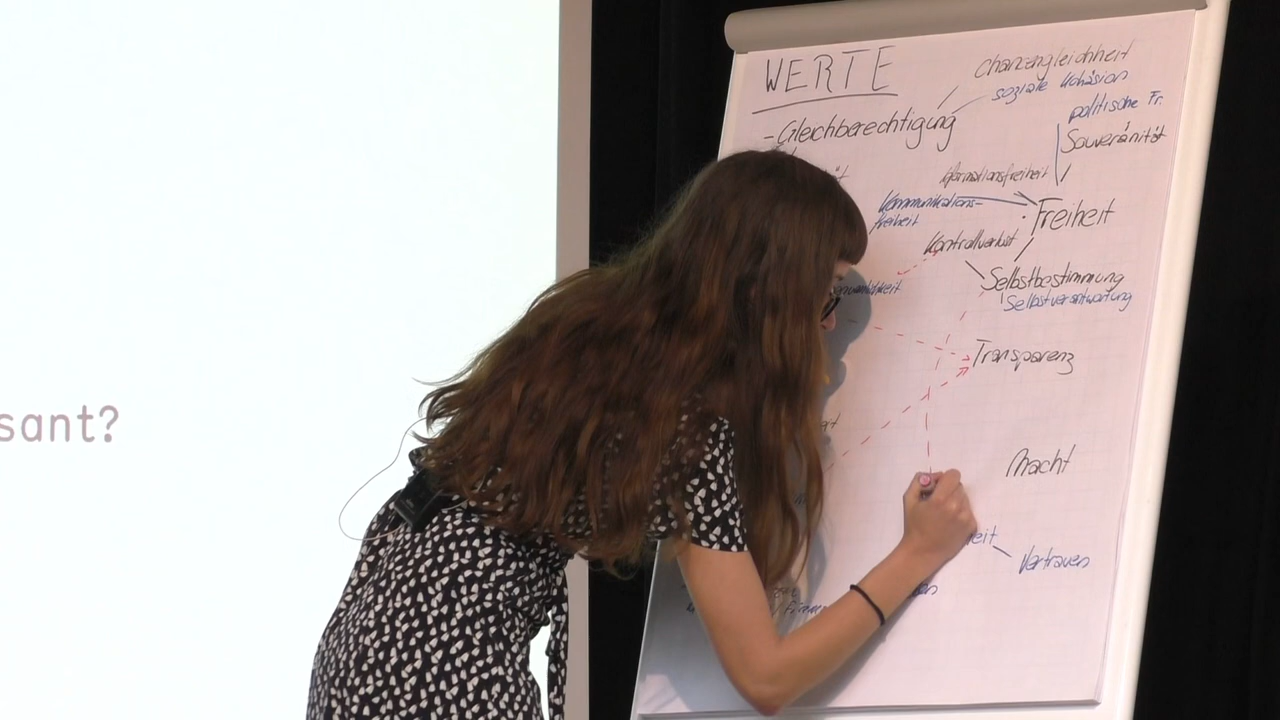 WERTE
Chancengleichheit
soziale Kohäsion
- Gleichberechtigung
politische Fr.
Souveränität
Informationsfreiheit
Kommunikations-
freiheit
Freiheit
Kontrollverlust
Selbstbestimmung
Selbstverantwortung
Transparenz
sant?
Macht
eit
Vertrauen